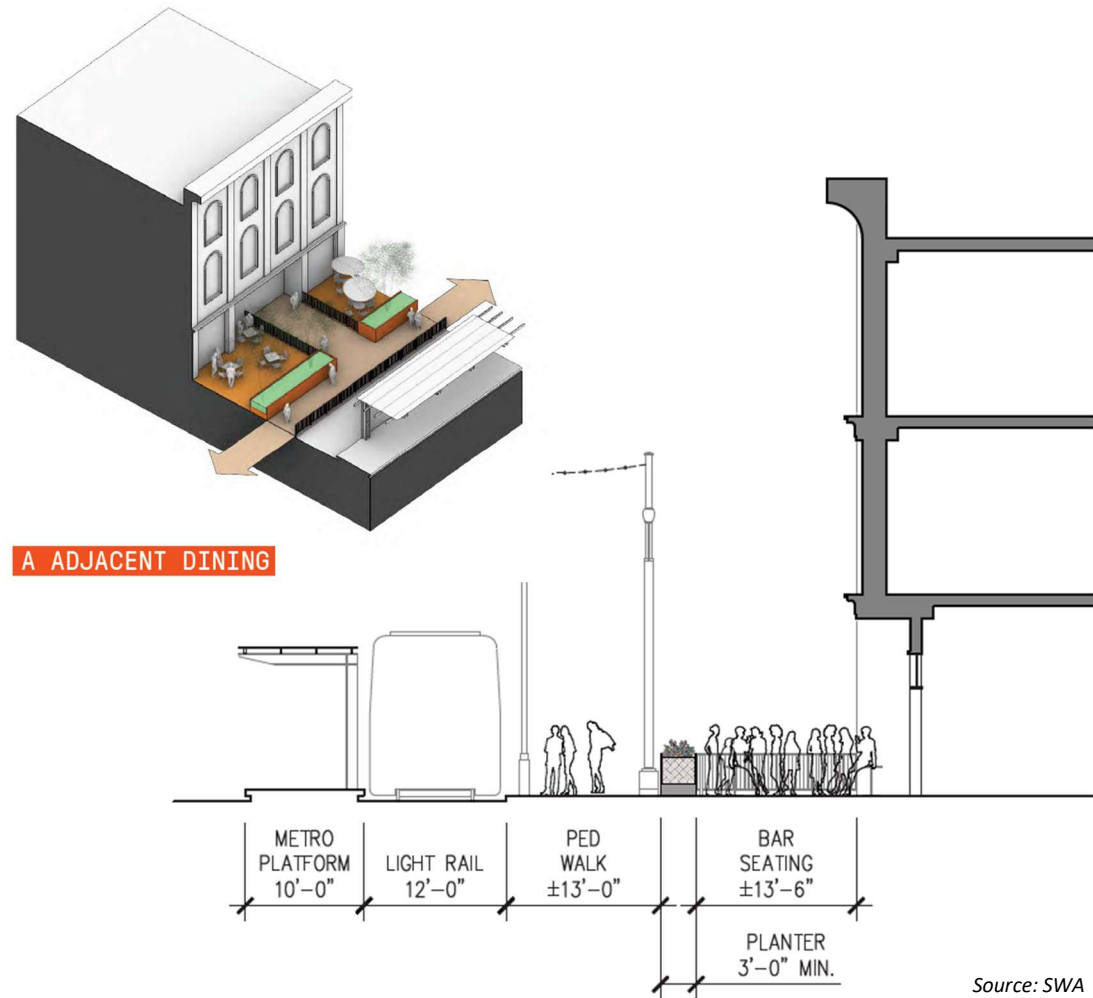 A ADJACENT DINING
METRO
PLATFORM
10'-0"
LIGHT RAIL
12'-0"
PED
WALK
±13'-0"
BAR
SEATING
±13'-6"
PLANTER
3'-0" MIN.
Source: SWA